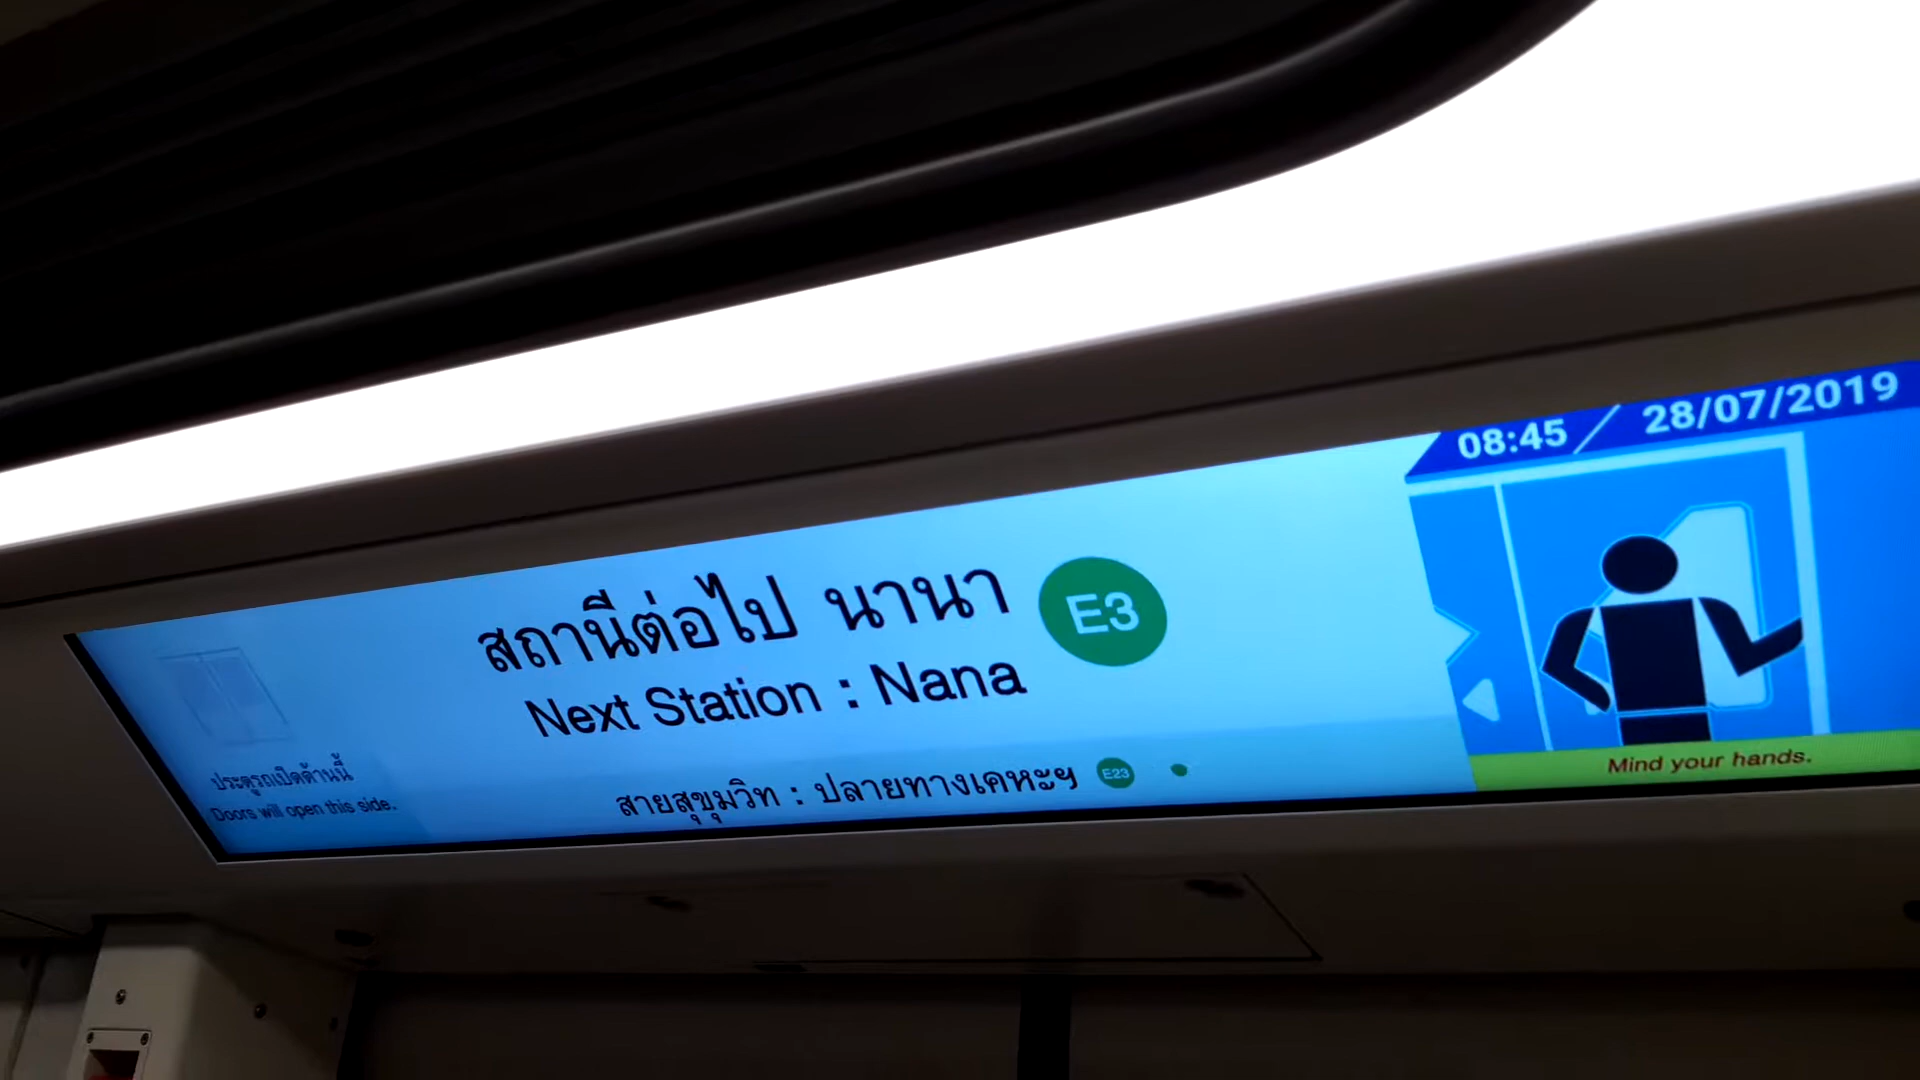 08:45 / 28/07/2019
สถานีต่อไป นานา E3
Next Station : Nana
ประตูรถเปิดด้านนี้
Doors will open this side.
สายสุขุมวิท : ปลายทางเคหะฯ E23
Mind your hands.